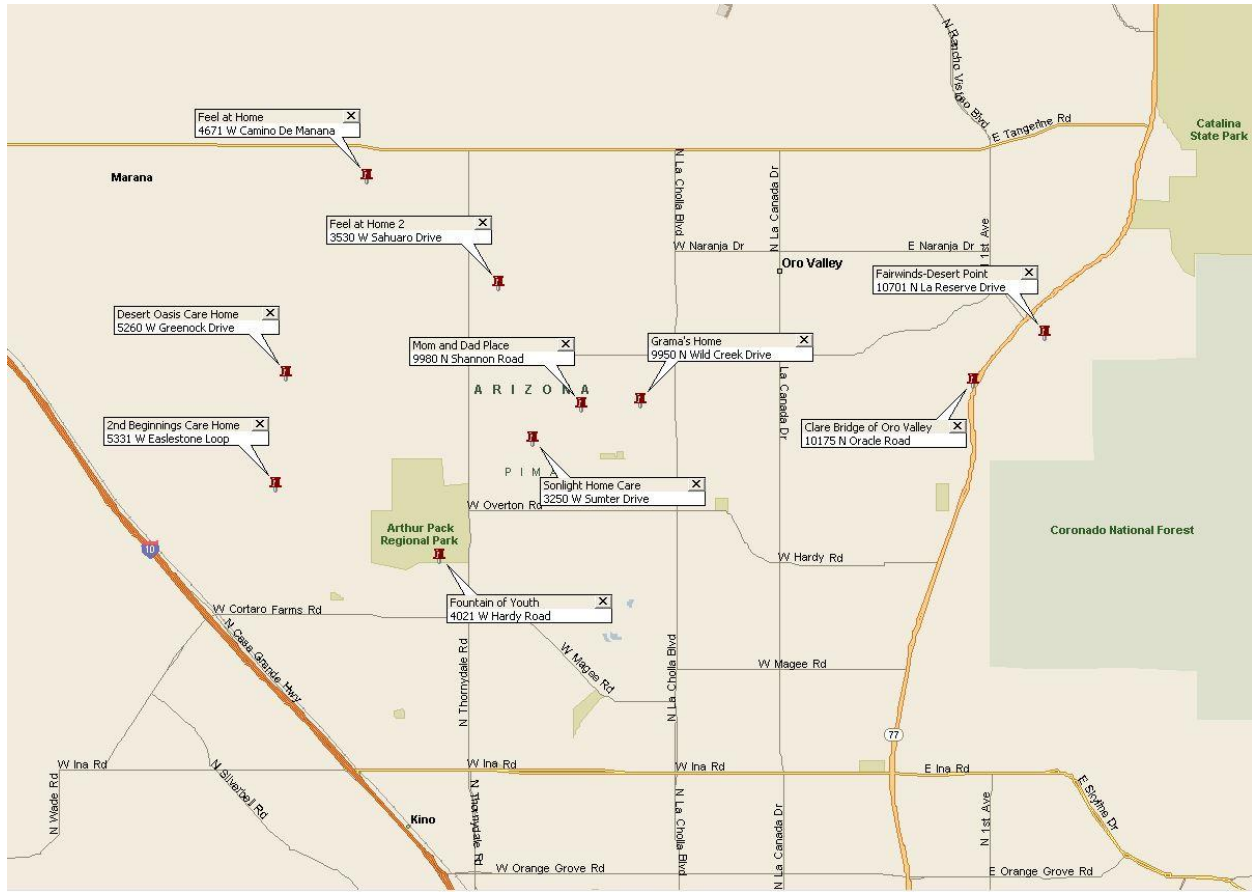 N Rancho Vistoso Blvd
E Tangerine Rd
Catalina
State Park
Feel at Home
4671 W Camino De Manana
Marana
N La Cholla Blvd
N La Canada Dr
Feel at Home 2
3530 W Sahuaro Drive
W Naranja Dr
E Naranja Dr
N 1st Ave
Oro Valley
Fairwinds-Desert Point
10701 N La Reserve Drive
Desert Oasis Care Home
5260 W Greenock Drive
Mom and Dad Place
9980 N Shannon Road
Grama's Home
9950 N Wild Creek Drive
ARIZONA
La Canada Dr
2nd Beginnings Care Home
5331 W Easlestone Loop
Clare Bridge of Oro Valley
10175 N Oracle Road
PIMA
Sonlight Home Care
3250 W Sumter Drive
W Overton Rd
Arthur Pack
Regional Park
Coronado National Forest
10
W Hardy Rd
Fountain of Youth
4021 W Hardy Road
W Cortaro Farms Rd
N Casa Grande Hwy
N Thornydale Rd
W Magee Rd
N La Cholla Blvd
W Magee Rd
77
W Ina Rd
N Silverbell Rd
W Ina Rd
W Ina Rd
E Ina Rd
N Wade Rd
Kino
N Thornydale Rd
N La Cholla Blvd
N La Canada Dr
N 1st Ave
E Skyline Dr
W Orange Grove Rd
E Orange Grove Rd